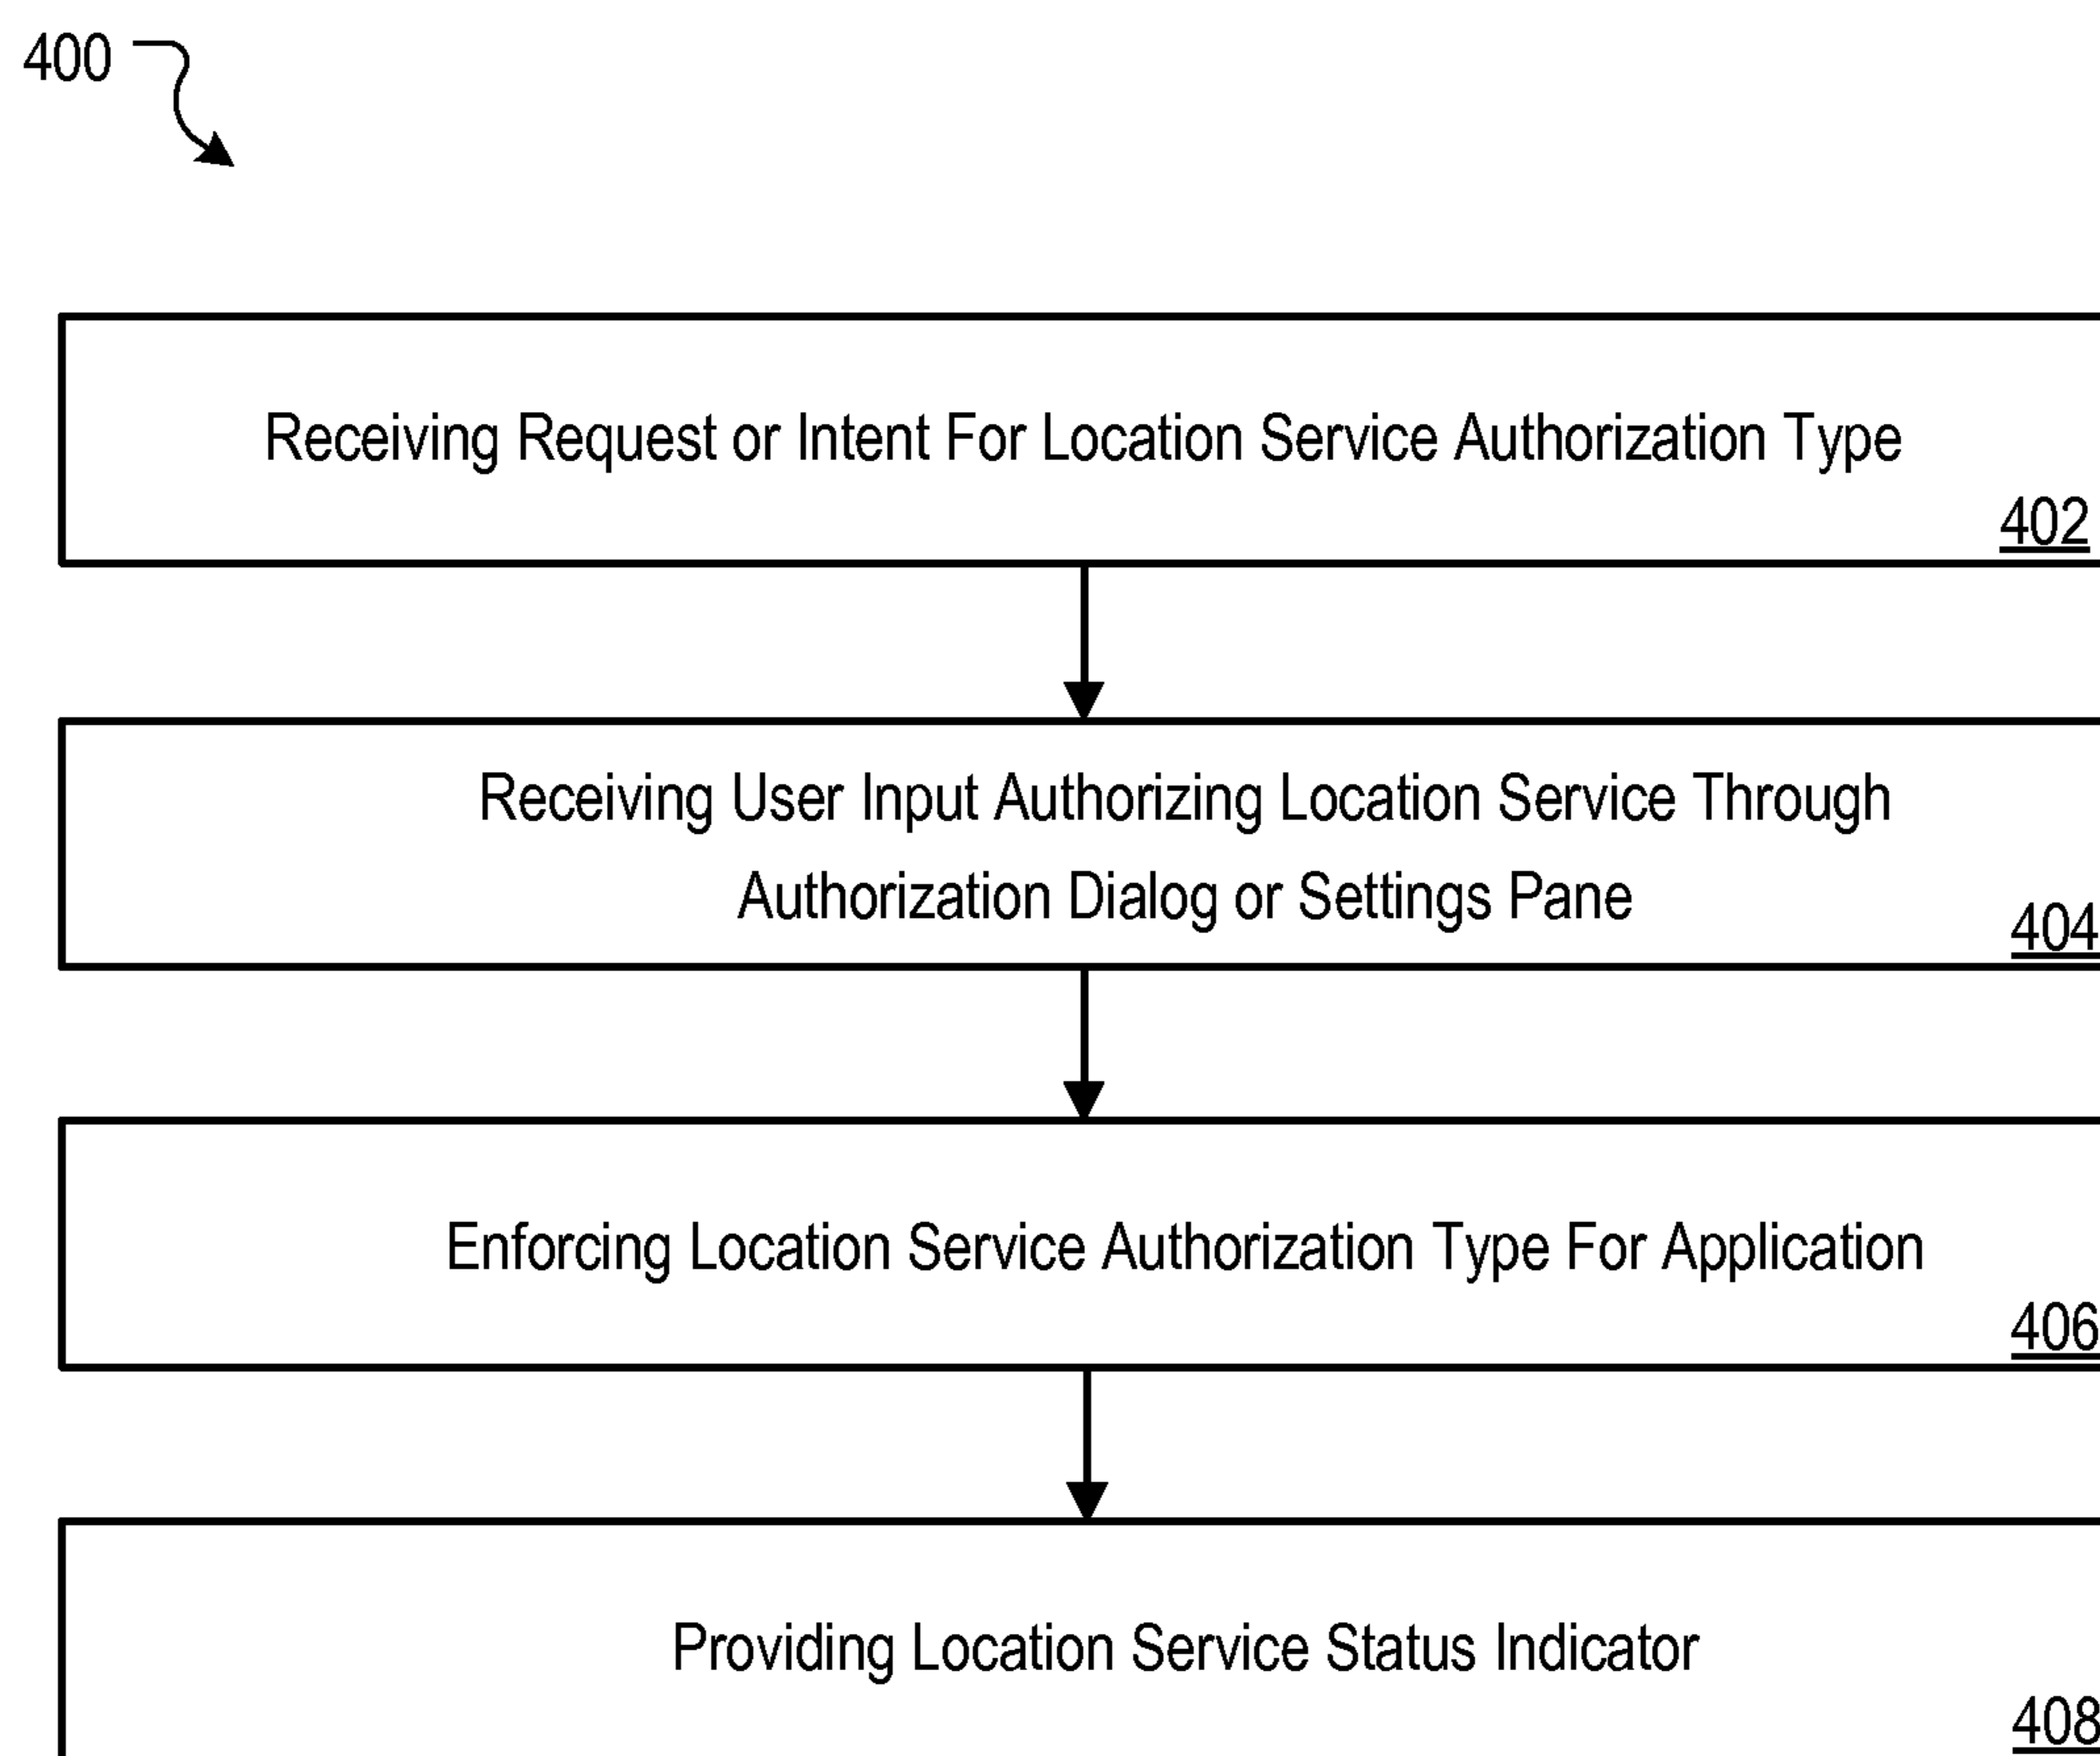 400
Receiving Request or Intent For Location Service Authorization Type
402
Receiving User Input Authorizing Location Service Through
Authorization Dialog or Settings Pane
404
Enforcing Location Service Authorization Type For Application
406
Providing Location Service Status Indicator
408